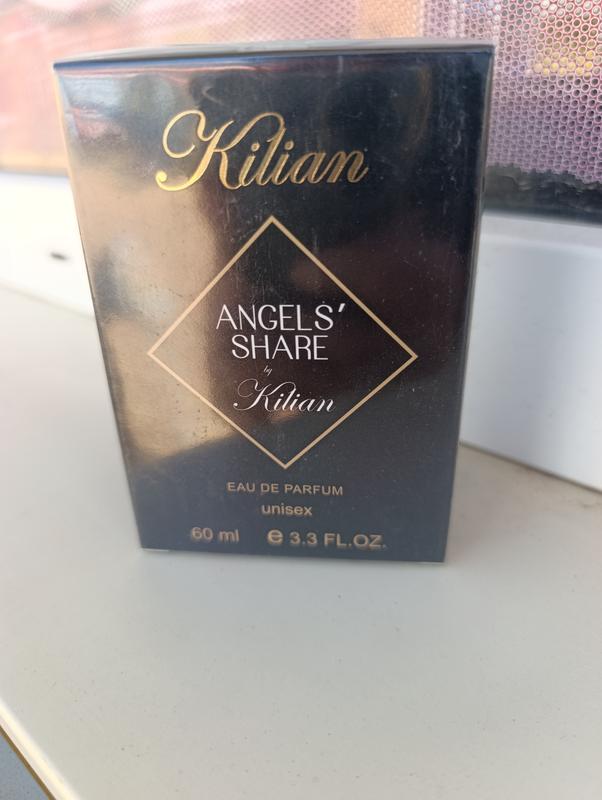 Kilian
ANGELS'
SHARE
by
Kilian
EAU DE PARFUM
unisex
60 ml e 3.3 FL.OZ.